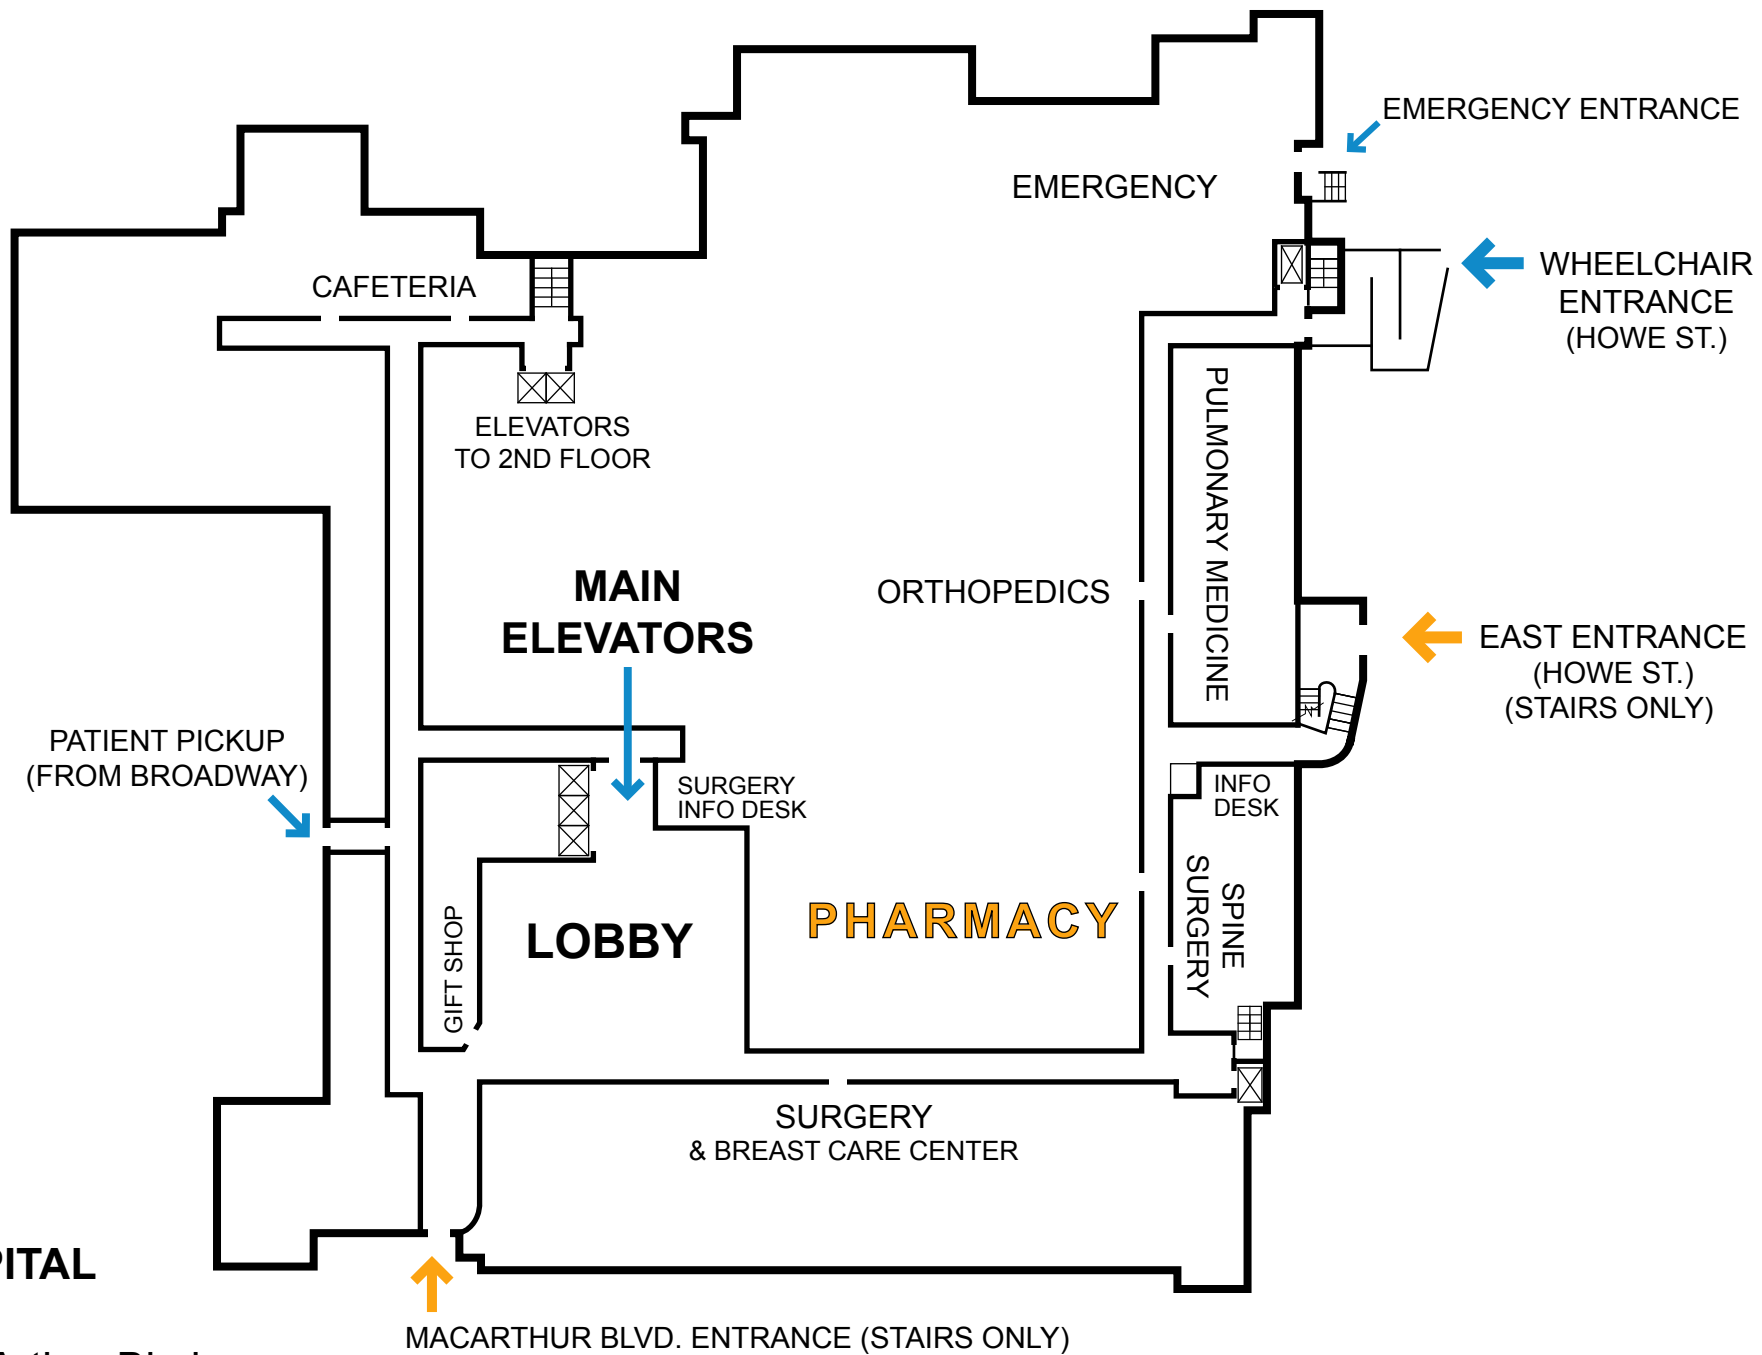 EMERGENCY ENTRANCE
EMERGENCY
WHEELCHAIR
ENTRANCE
(HOWE ST.)
CAFETERIA
ELEVATORS
TO 2ND FLOOR
PULMONARY MEDICINE
MAIN
ELEVATORS
ORTHOPEDICS
EAST ENTRANCE
(HOWE ST.)
(STAIRS ONLY)
PATIENT PICKUP
(FROM BROADWAY)
SURGERY
INFO DESK
INFO
DESK
GIFT SHOP
LOBBY
PHARMACY
SPINE
SURGERY
SURGERY
& BREAST CARE CENTER
PITAL
MACARTHUR BLVD. ENTRANCE (STAIRS ONLY)